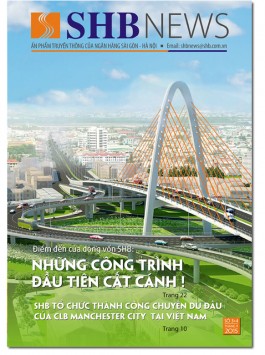 SHB NEWS
ẤN PHẨM TRUYỀN THÔNG CỦA NGÂN HÀNG SÀI GÒN - HÀ NỘI • Email: shbnews@shb.com.vn
Điểm đến của dòng vốn SHB:
NHỮNG CÔNG TRÌNH
ĐẦU TIÊN CẤT CÁNH !
Trang 22
SHB TỔ CHỨC THÀNH CÔNG CHUYẾN DU ĐẤU
CỦA CLB MANCHESTER CITY TẠI VIỆT NAM
Trang 10
2015